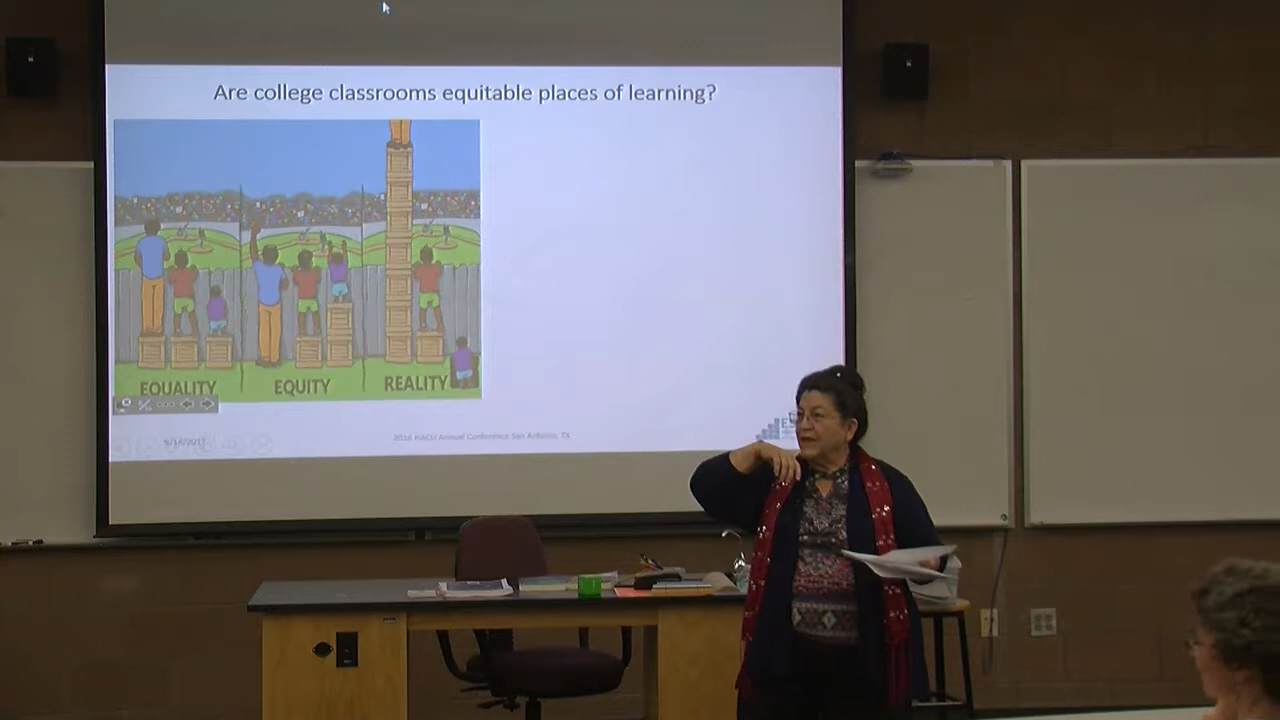 Are college classrooms equitable places of learning?
EQUALITY
EQUITY
REALITY
2016 HACU Annual Conference San Antonio, TX